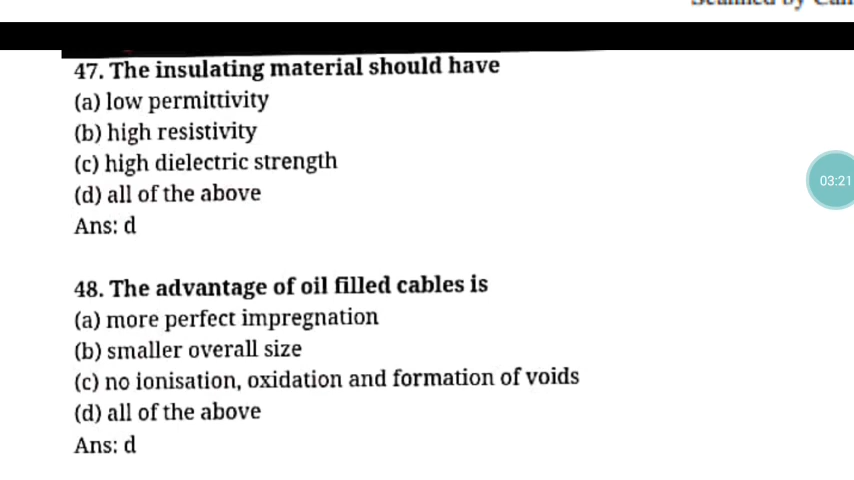 47. The insulating material should have
(a) low permittivity
(b) high resistivity
(c) high dielectric strength
(d) all of the above
Ans: d
03:21
48. The advantage of oil filled cables is
(a) more perfect impregnation
(b) smaller overall size
(c) no ionisation, oxidation and formation of voids
(d) all of the above
Ans: d